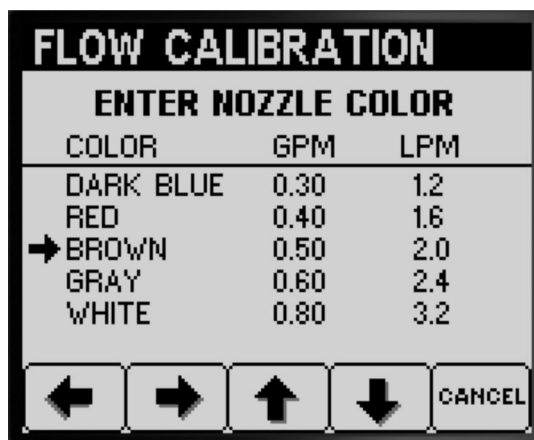 FLOW CALIBRATION
ENTER NOZZLE COLOR
COLOR GPM LPM
DARK BLUE 0.30 1.2
RED 0.40 1.6
BROWN 0.50 2.0
GRAY 0.60 2.4
WHITE 0.80 3.2
CANCEL